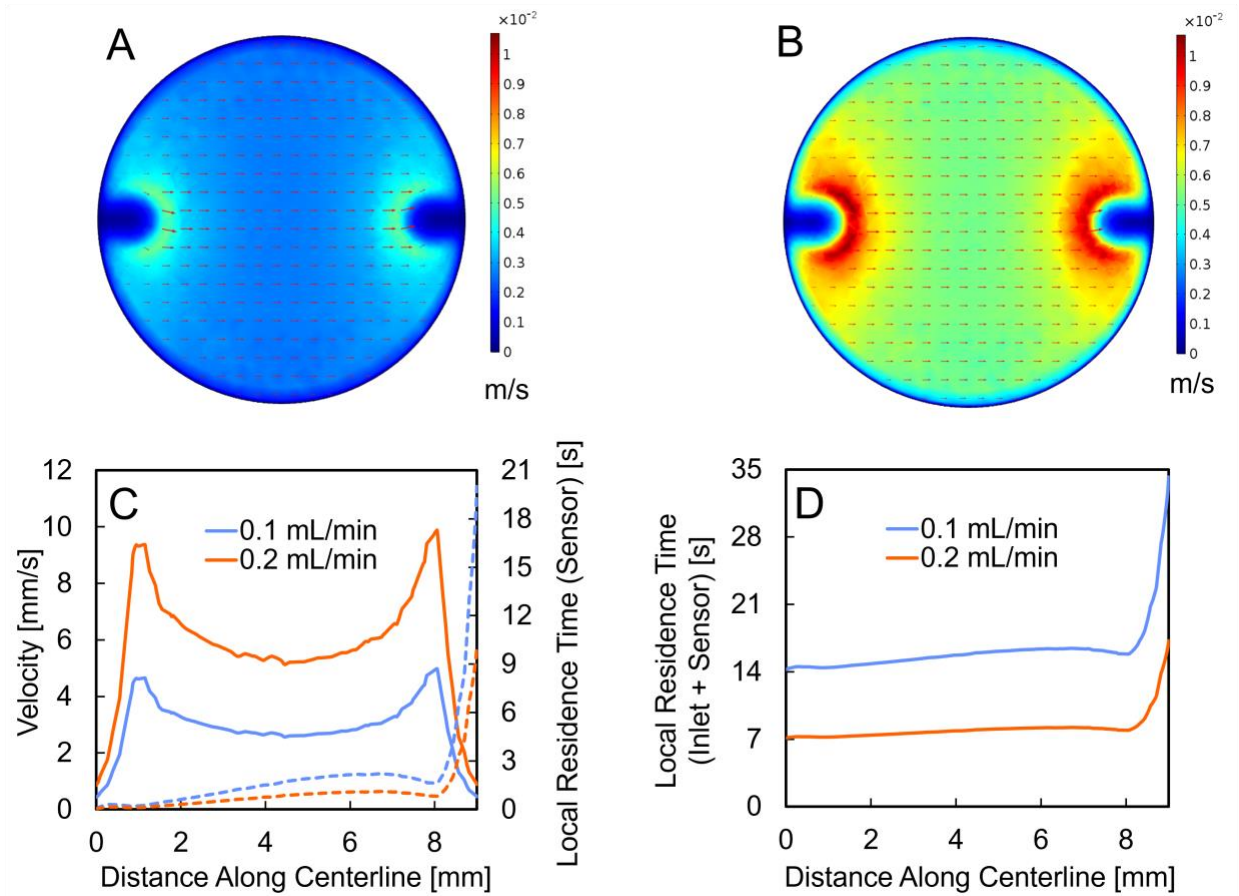 A
×10⁻²
1
0.9
0.8
0.7
0.6
0.5
0.4
0.3
0.2
0.1
0
m/s
B
×10⁻²
1
0.9
0.8
0.7
0.6
0.5
0.4
0.3
0.2
0.1
0
m/s
C
0.1 mL/min
0.2 mL/min
Velocity [mm/s]
12
10
8
6
4
2
0
0 2 4 6 8
Distance Along Centerline [mm]
21
18
15
12
9
6
3
0
Local Residence Time (Sensor) [s]
D
0.1 mL/min
0.2 mL/min
Local Residence Time
(Inlet + Sensor) [s]
35
28
21
14
7
0
0 2 4 6 8
Distance Along Centerline [mm]